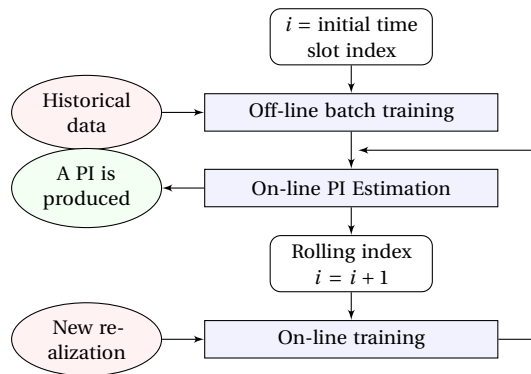 i = initial time
slot index
Historical
data
Off-line batch training
A PI is
produced
On-line PI Estimation
Rolling index
i = i + 1
New re-
alization
On-line training